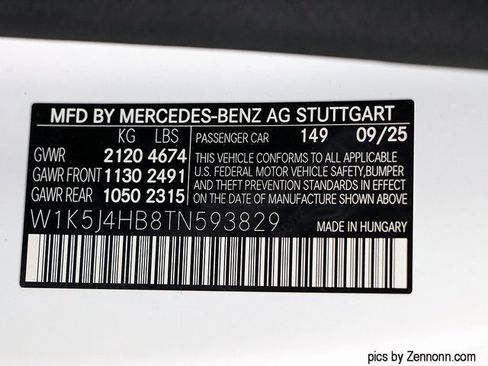 MFD BY MERCEDES-BENZ AG STUTTGART
KG LBS PASSENGER CAR 149 09/25
GVWR 2120 4674
GAWR FRONT 1130 2491
GAWR REAR 1050 2315
THIS VEHICLE CONFORMS TO ALL APPLICABLE
U.S. FEDERAL MOTOR VEHICLE SAFETY,BUMPER
AND THEFT PREVENTION STANDARDS IN EFFECT
ON THE DATE OF MANUFACTURE SHOWN ABOVE
W1K5J4HB8TN593829 MADE IN HUNGARY
pics by Zennonn.com